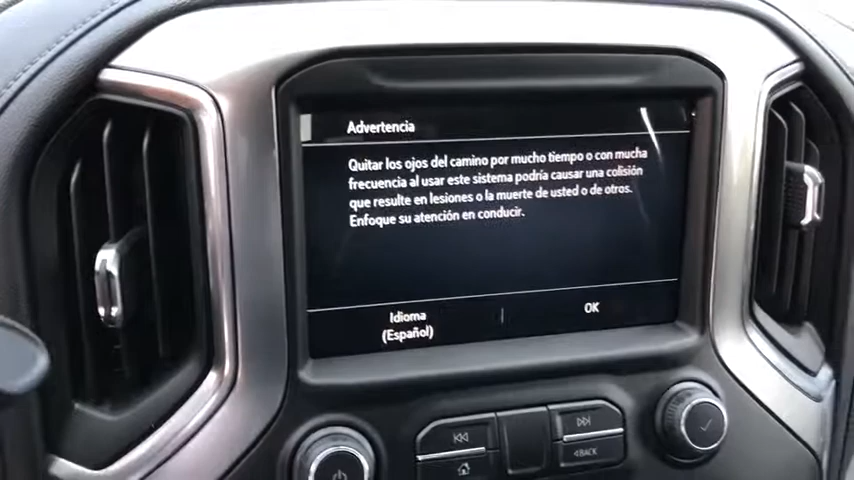 Advertencia
Quitar los ojos del camino por mucho tiempo o con mucha
frecuencia al usar este sistema podría causar una colisión
que resulte en lesiones o la muerte de usted o de otros.
Enfoque su atención en conducir.
Idioma
(Español)
OK
BACK